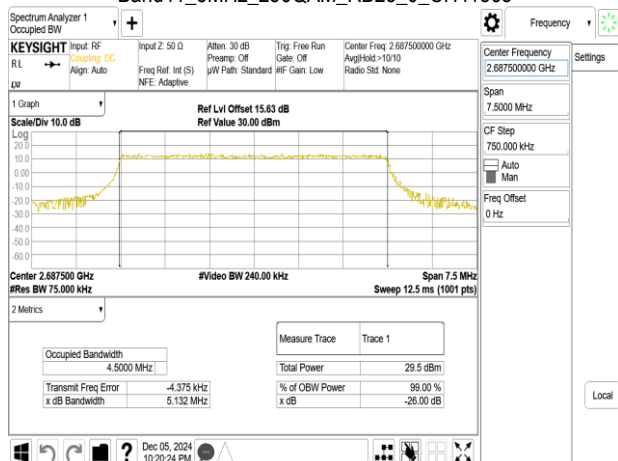 Spectrum Analyzer 1
Occupied BW
Frequency
KEYSIGHT
Input: RF
Coupling: DC
Align: Auto
Input Z: 50 Ω
Freq Ref: Int (S)
NFE: Adaptive
Atten: 30 dB
Preamp: Off
µW Path: Standard
Trig: Free Run
Gate: Off
#IF Gain: Low
Center Freq: 2.687500000 GHz
Avg|Hold:>10/10
Radio Std: None
RL
LXI
Center Frequency
2.687500000 GHz
Settings
Span
7.5000 MHz
CF Step
750.000 kHz
Auto
Man
Freq Offset
0 Hz
Local
1 Graph
Scale/Div 10.0 dB
Ref Lvl Offset 15.63 dB
Ref Value 30.00 dBm
Log
20.0
10.0
0.00
-10.0
-20.0
-30.0
-40.0
-50.0
-60.0
Center 2.687500 GHz
#Res BW 75.000 kHz
#Video BW 240.00 kHz
Span 7.5 MHz
Sweep 12.5 ms (1001 pts)
2 Metrics
Occupied Bandwidth
4.5000 MHz
Transmit Freq Error -4.375 kHz
x dB Bandwidth 5.132 MHz
Measure Trace Trace 1
Total Power 29.5 dBm
% of OBW Power 99.00 %
x dB -26.00 dB
?
Dec 05, 2024
10:20:24 PM